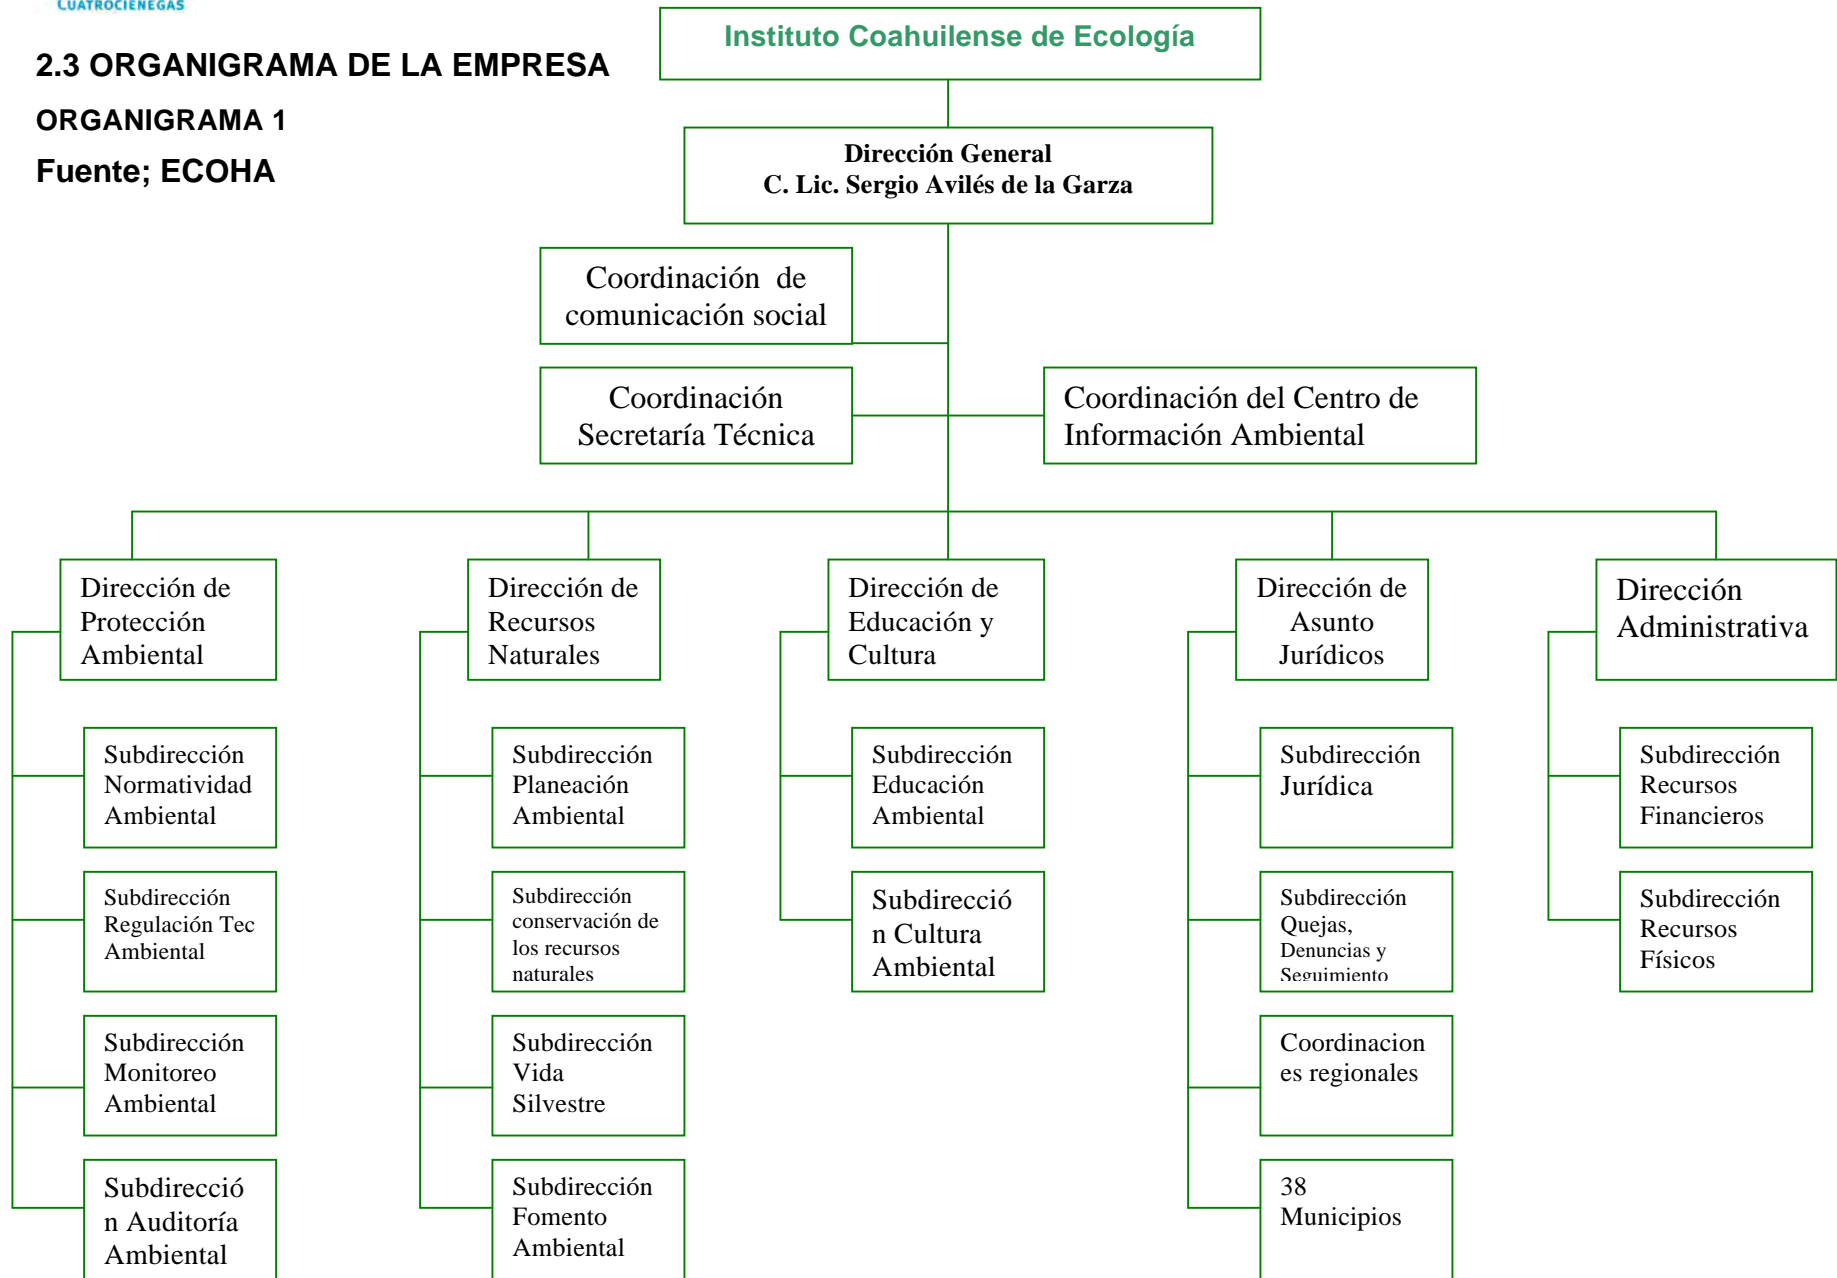 CUATROCIÉNEGAS
2.3 ORGANIGRAMA DE LA EMPRESA
ORGANIGRAMA 1
Fuente; ECOHA
Instituto Coahuilense de Ecología
Dirección General
C. Lic. Sergio Avilés de la Garza
Coordinación de
comunicación social
Coordinación
Secretaría Técnica
Coordinación del Centro de
Información Ambiental
Dirección de
Protección
Ambiental
Dirección de
Recursos
Naturales
Dirección de
Educación y
Cultura
Dirección de
Asunto
Jurídicos
Dirección
Administrativa
Subdirección
Normatividad
Ambiental
Subdirección
Planeación
Ambiental
Subdirección
Educación
Ambiental
Subdirección
Jurídica
Subdirección
Recursos
Financieros
Subdirección
Regulación Tec
Ambiental
Subdirección
conservación de
los recursos
naturales
Subdirecció
n Cultura
Ambiental
Subdirección
Quejas,
Denuncias y
Seguimiento
Subdirección
Recursos
Físicos
Subdirección
Monitoreo
Ambiental
Subdirección
Vida
Silvestre
Coordinacion
es regionales
Subdirecció
n Auditoría
Ambiental
Subdirección
Fomento
Ambiental
38
Municipios